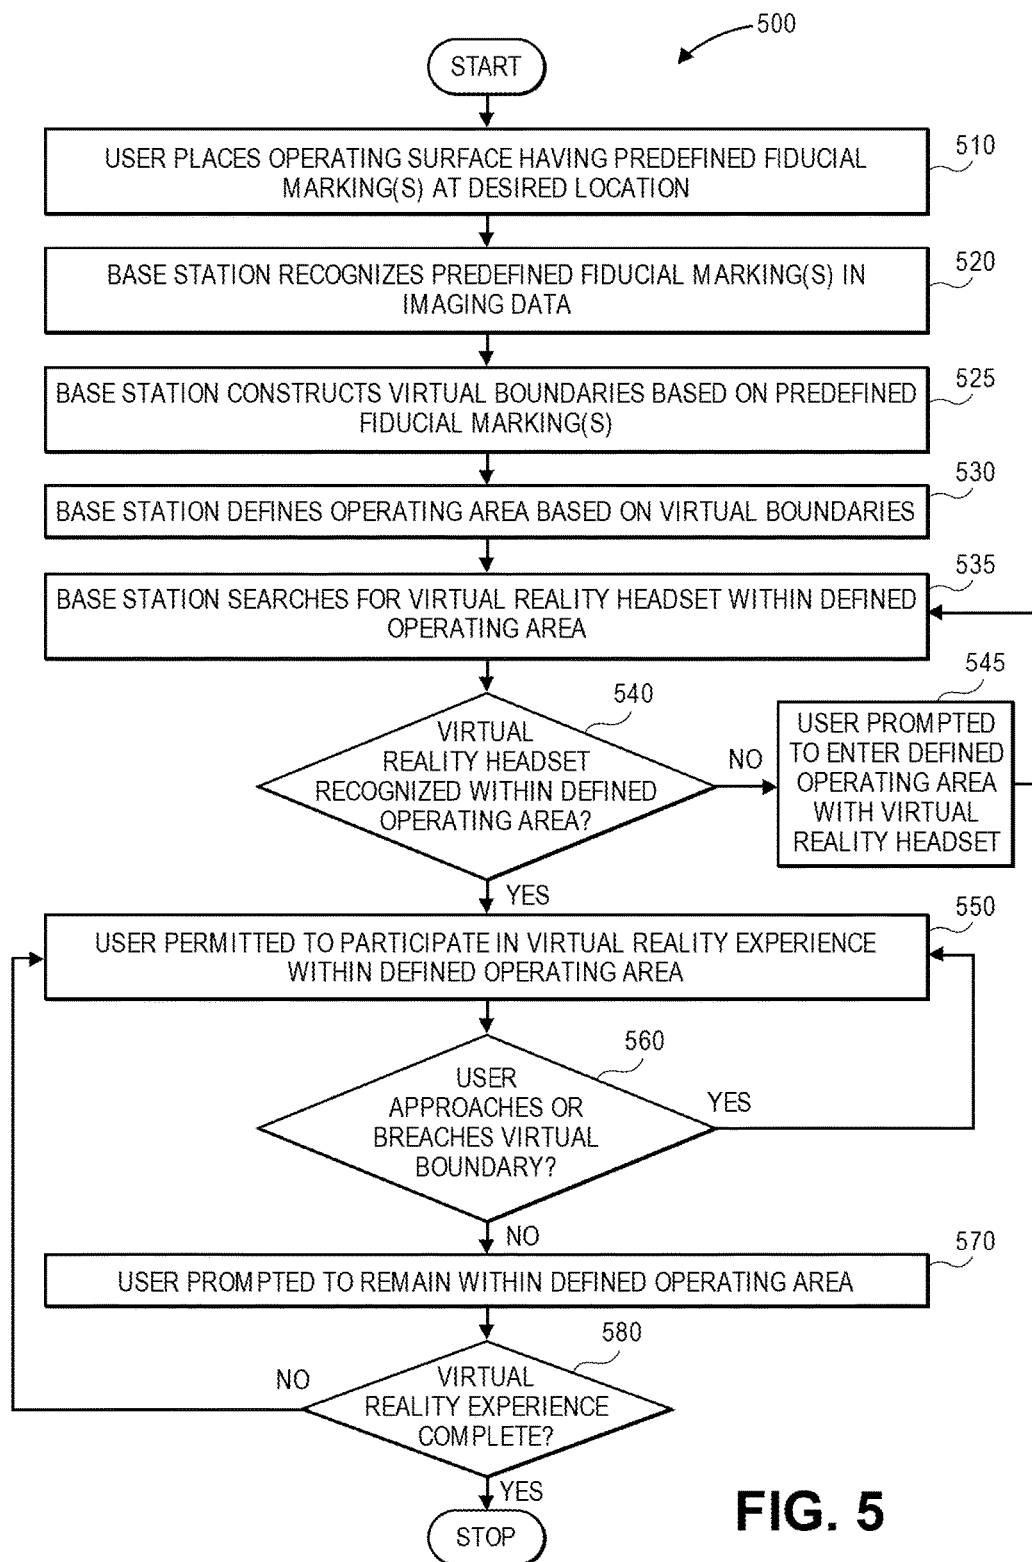 500
START
USER PLACES OPERATING SURFACE HAVING PREDEFINED FIDUCIAL
MARKING(S) AT DESIRED LOCATION
510
BASE STATION RECOGNIZES PREDEFINED FIDUCIAL MARKING(S) IN
IMAGING DATA
520
BASE STATION CONSTRUCTS VIRTUAL BOUNDARIES BASED ON PREDEFINED
FIDUCIAL MARKING(S)
525
BASE STATION DEFINES OPERATING AREA BASED ON VIRTUAL BOUNDARIES
530
BASE STATION SEARCHES FOR VIRTUAL REALITY HEADSET WITHIN DEFINED
OPERATING AREA
535
VIRTUAL
REALITY HEADSET
RECOGNIZED WITHIN DEFINED
OPERATING AREA?
540
NO
USER PROMPTED
TO ENTER DEFINED
OPERATING AREA
WITH VIRTUAL
REALITY HEADSET
545
YES
USER PERMITTED TO PARTICIPATE IN VIRTUAL REALITY EXPERIENCE
WITHIN DEFINED OPERATING AREA
550
USER
APPROACHES OR
BREACHES VIRTUAL
BOUNDARY?
560
YES
NO
USER PROMPTED TO REMAIN WITHIN DEFINED OPERATING AREA
570
VIRTUAL
REALITY EXPERIENCE
COMPLETE?
580
NO
YES
STOP
FIG. 5